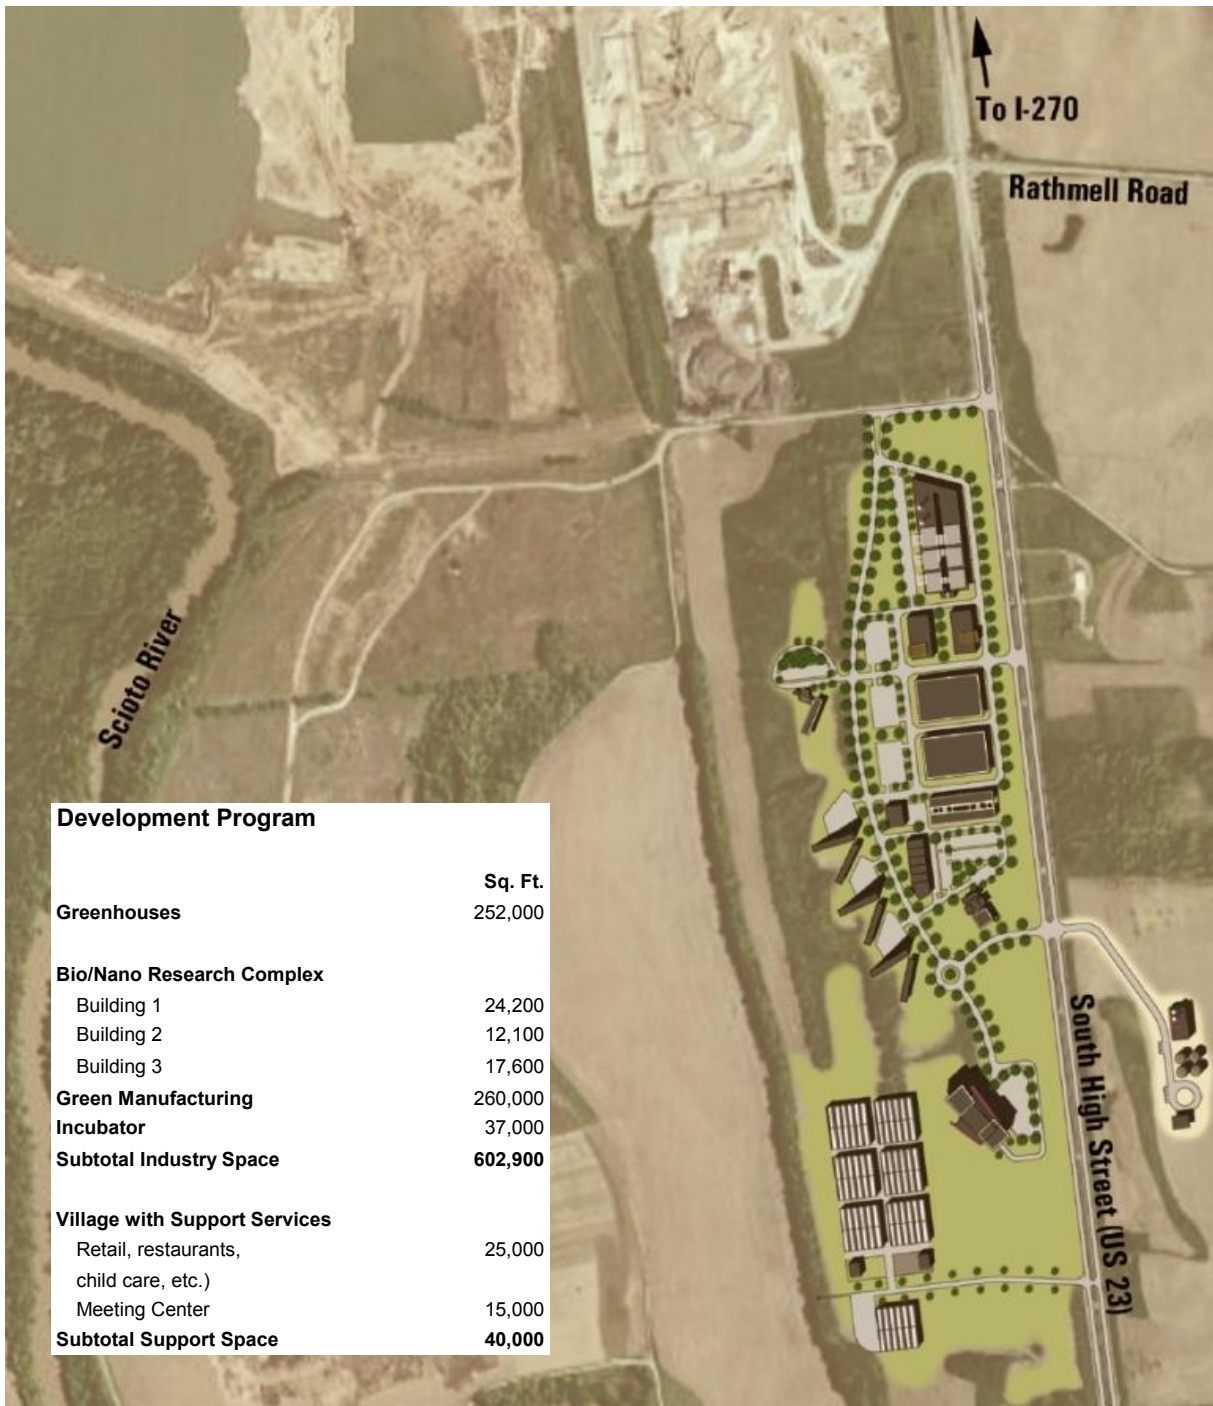 To I-270
Rathmell Road
Scioto River
Development Program
Sq. Ft.
Greenhouses 252,000
Bio/Nano Research Complex
Building 1 24,200
Building 2 12,100
Building 3 17,600
Green Manufacturing 260,000
Incubator 37,000
Subtotal Industry Space 602,900
Village with Support Services
Retail, restaurants, 25,000
child care, etc.)
Meeting Center 15,000
Subtotal Support Space 40,000
South High Street (US 23)